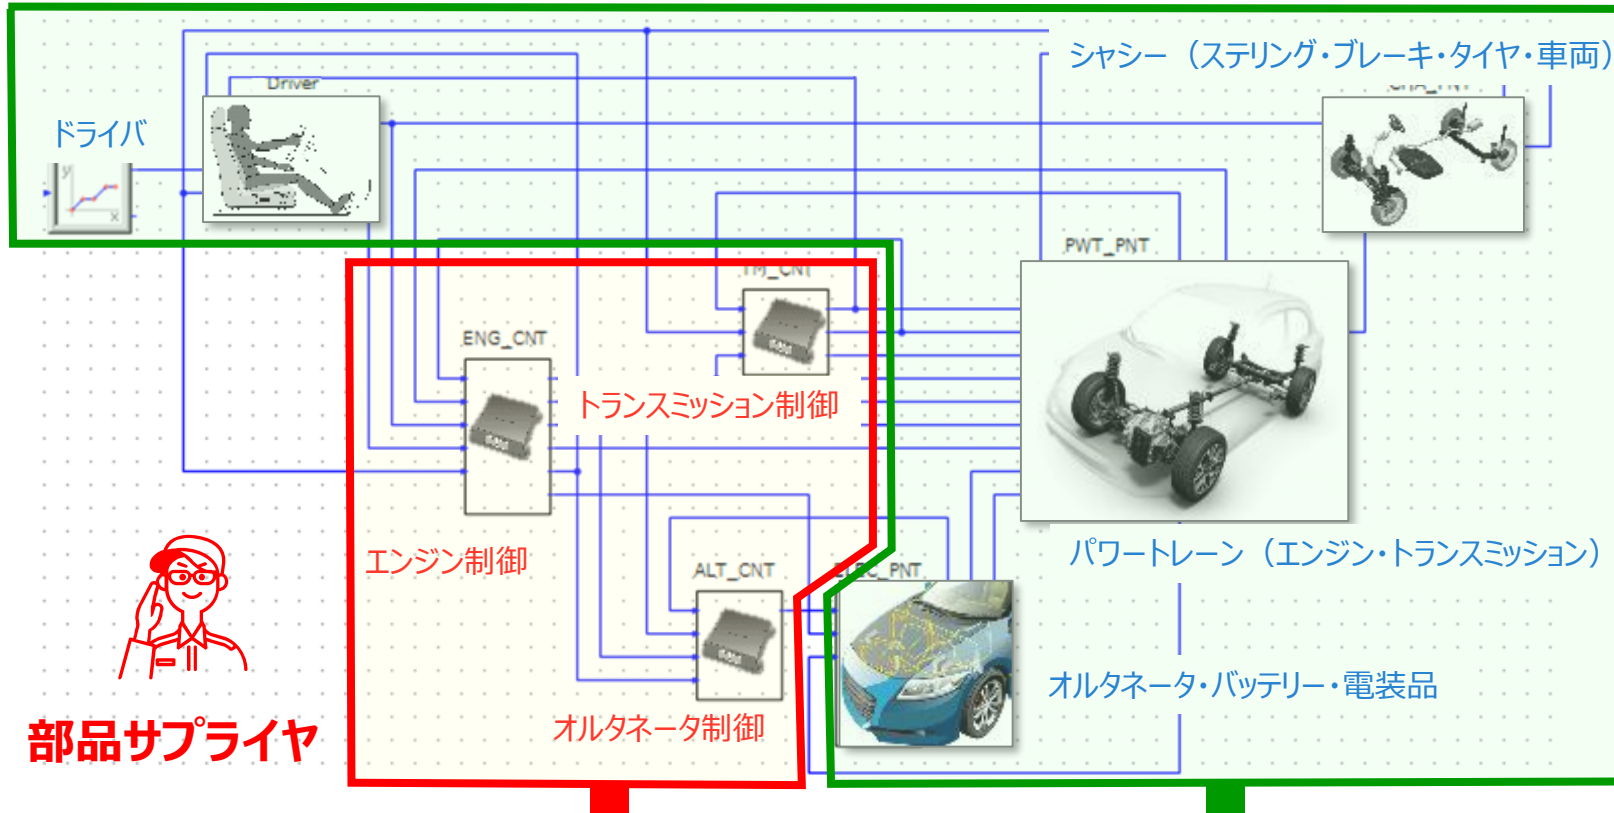 シャシー（ステリング・ブレーキ・タイヤ・車両）
Driver
ドライバ
y
x
PWT_PNT
TM_CNT
ENG_CNT
トランスミッション制御
エンジン制御
パワートレーン（エンジン・トランスミッション）
ALT_CNT
ELEC_PNT
オルタネータ・バッテリー・電装品
オルタネータ制御
部品サプライヤ